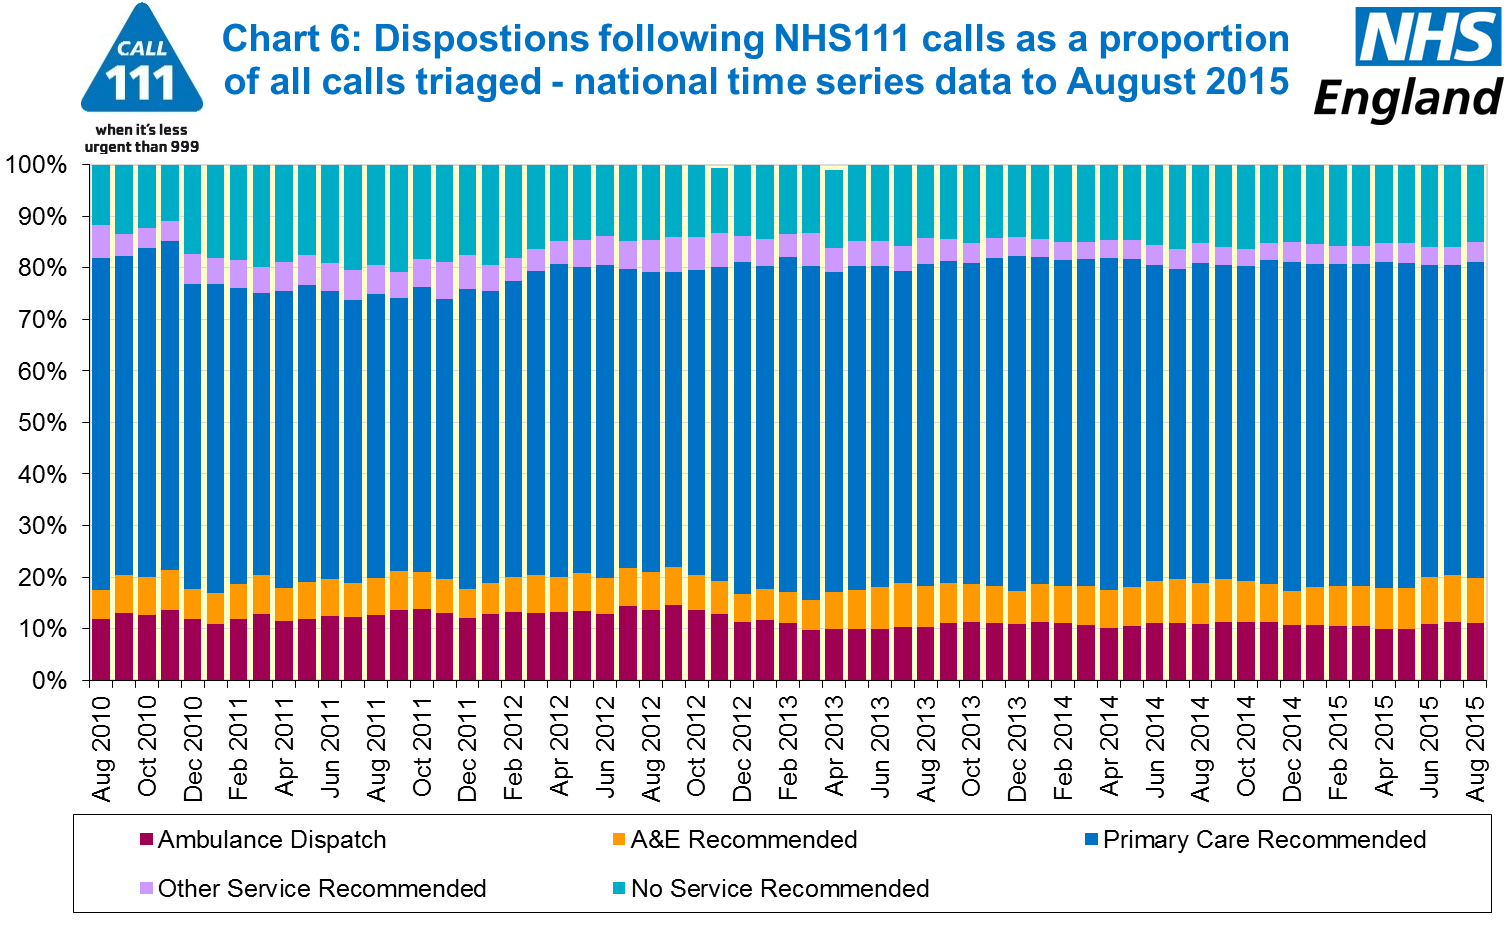 CALL
111
when it's less
urgent than 999
Chart 6: Dispostions following NHS111 calls as a proportion
of all calls triaged - national time series data to August 2015
NHS
England
100%
90%
80%
70%
60%
50%
40%
30%
20%
10%
0%
Aug 2010
Oct 2010
Dec 2010
Feb 2011
Apr 2011
Jun 2011
Aug 2011
Oct 2011
Dec 2011
Feb 2012
Apr 2012
Jun 2012
Aug 2012
Oct 2012
Dec 2012
Feb 2013
Apr 2013
Jun 2013
Aug 2013
Oct 2013
Dec 2013
Feb 2014
Apr 2014
Jun 2014
Aug 2014
Oct 2014
Dec 2014
Feb 2015
Apr 2015
Jun 2015
Aug 2015
Ambulance Dispatch
A&E Recommended
Primary Care Recommended
Other Service Recommended
No Service Recommended